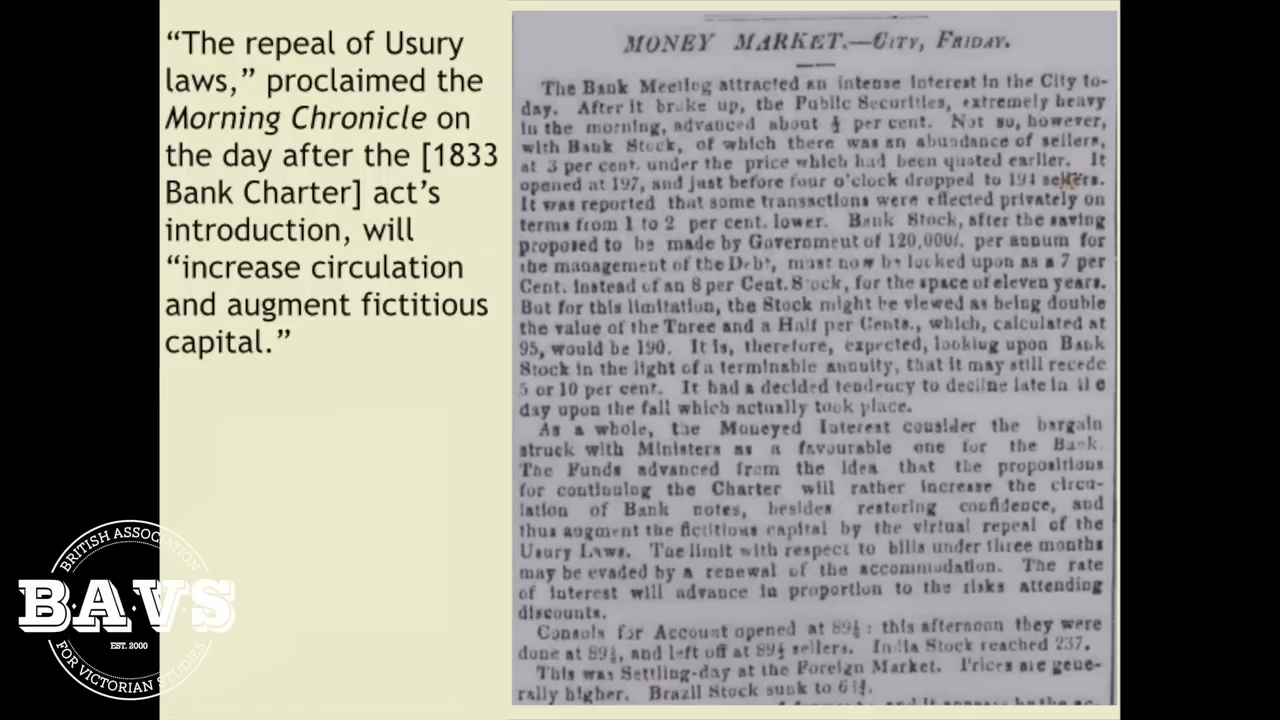 “The repeal of Usury
laws,” proclaimed the
Morning Chronicle on
the day after the [1833
Bank Charter] act’s
introduction, will
“increase circulation
and augment fictitious
capital.”
MONEY MARKET.—CITY, FRIDAY.
The Bank Meeting attracted an intense interest in the City to-
day. After it broke up, the Public Securities, extremely heavy
in the morning, advanced about ½ per cent. Not so, however,
with Bank Stock, of which there was an abundance of sellers,
at 3 per cent. under the price which had been quoted earlier. It
opened at 197, and just before four o'clock dropped to 194 sellers.
It was reported that some transactions were effected privately on
terms from 1 to 2 per cent. lower. Bank Stock, after the saving
proposed to be made by Government of 120,000l. per annum for
the management of the Debt, must now be looked upon as a 7 per
Cent. instead of an 8 per Cent. Stock, for the space of eleven years.
But for this limitation, the Stock might be viewed as being double
the value of the Three and a Half per Cents., which, calculated at
95, would be 190. It is, therefore, expected, looking upon Bank
Stock in the light of a terminable annuity, that it may still recede
5 or 10 per cent. It had a decided tendency to decline late in the
day upon the fall which actually took place.
As a whole, the Moneyed Interest consider the bargain
struck with Ministers as a favourable one for the Bank
The Funds advanced from the idea that the propositions
for continuing the Charter will rather increase the circu-
lation of Bank notes, besides restoring confidence, and
thus augment the fictitious capital by the virtual repeal of the
Usury Laws. The limit with respect to bills under three months
may be evaded by a renewal of the accommodation. The rate
of interest will advance in proportion to the risks attending
discounts.
Consols for Account opened at : this afternoon they were
done at , and left off at sellers. India Stock reached 237.
This was Settling-day at the Foreign Market. Prices are gene-
rally higher. Brazil Stock sunk to
and it appears by the ac-
BRITISH ASSOCIATION
B·A·V·S
EST. 2000
FOR VICTORIAN STUDIES